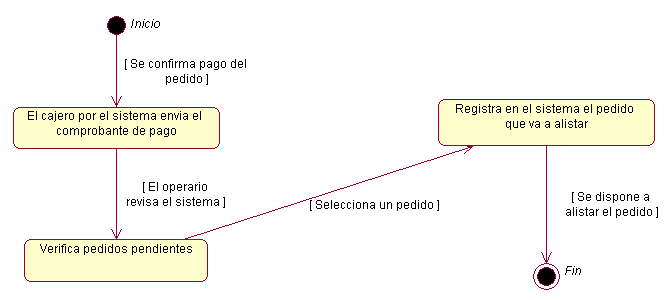 Inicio
[ Se confirma pago del
pedido ]
El cajero por el sistema envia el
comprobante de pago
[ El operario
revisa el sistema ]
Verifica pedidos pendientes
[ Selecciona un pedido ]
Registra en el sistema el pedido
que va a alistar
[ Se dispone a
alistar el pedido ]
Fin